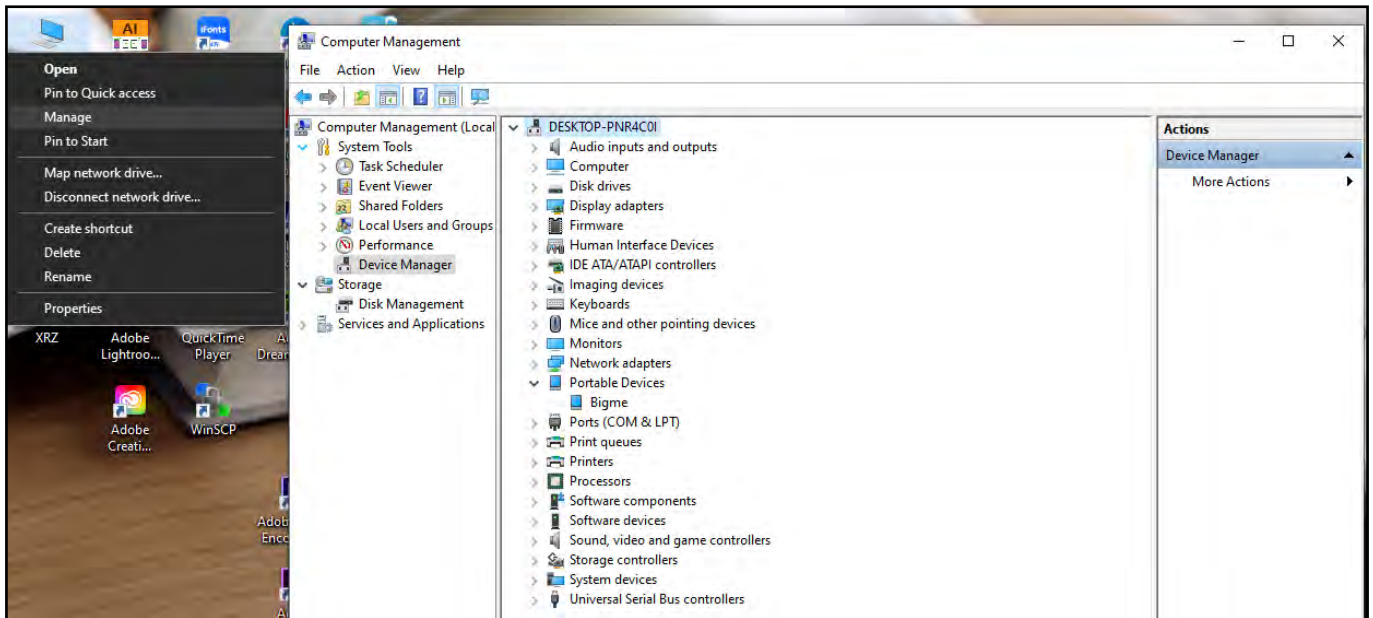 AI
iFonts
Open
Pin to Quick access
Manage
Pin to Start
Map network drive...
Disconnect network drive...
Create shortcut
Delete
Rename
Properties
XRZ
Adobe
Lightroo...
QuickTime
Player
Drear
Adobe
Creati...
WinSCP
Adob
Enco
Computer Management
File Action View Help
Computer Management (Local
System Tools
Task Scheduler
Event Viewer
Shared Folders
Local Users and Groups
Performance
Device Manager
Storage
Disk Management
Services and Applications
DESKTOP-PNR4C0I
Audio inputs and outputs
Computer
Disk drives
Display adapters
Firmware
Human Interface Devices
IDE ATA/ATAPI controllers
Imaging devices
Keyboards
Mice and other pointing devices
Monitors
Network adapters
Portable Devices
Bigme
Ports (COM & LPT)
Print queues
Printers
Processors
Software components
Software devices
Sound, video and game controllers
Storage controllers
System devices
Universal Serial Bus controllers
Actions
Device Manager
More Actions